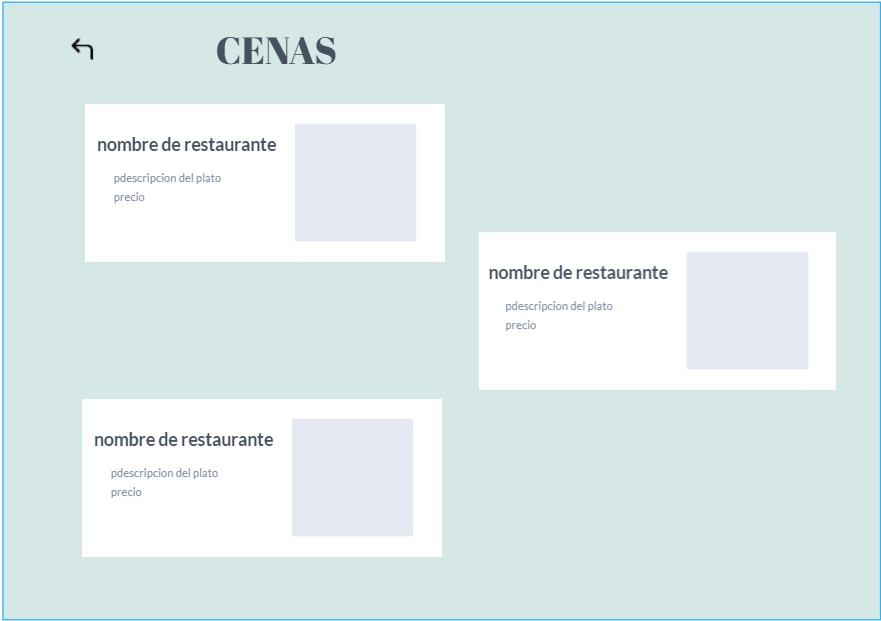 CENAS
nombre de restaurante
pdescripcion del plato
precio
nombre de restaurante
pdescripcion del plato
precio
nombre de restaurante
pdescripcion del plato
precio